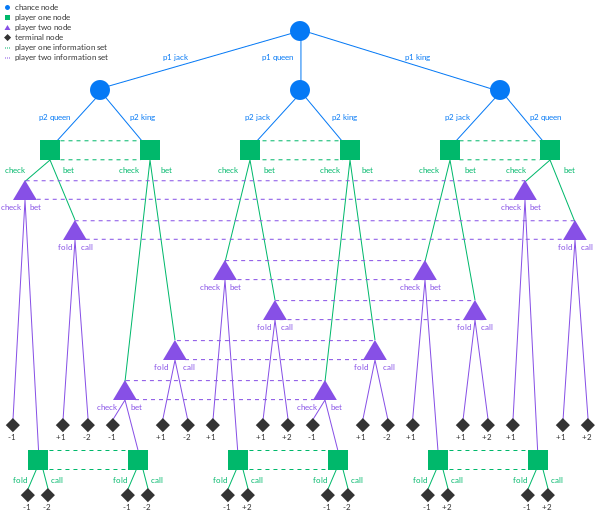 chance node
player one node
player two node
terminal node
player one information set
player two information set
p1 jack
p1 queen
p1 king
p2 queen
p2 king
p2 jack
p2 king
p2 jack
p2 queen
check bet check bet check bet check bet check bet check bet
check bet check bet
fold call fold call
check bet check bet
fold call fold call
fold call fold call
check bet check bet
-1 +1 -2 -1 +1 -2 +1 +1 +2 -1 +1 -2 +1 +1 +2 +1 +1 +2
fold call fold call fold call fold call fold call fold call
-1 -2 -1 -2 -1 +2 -1 -2 -1 +2 -1 +2